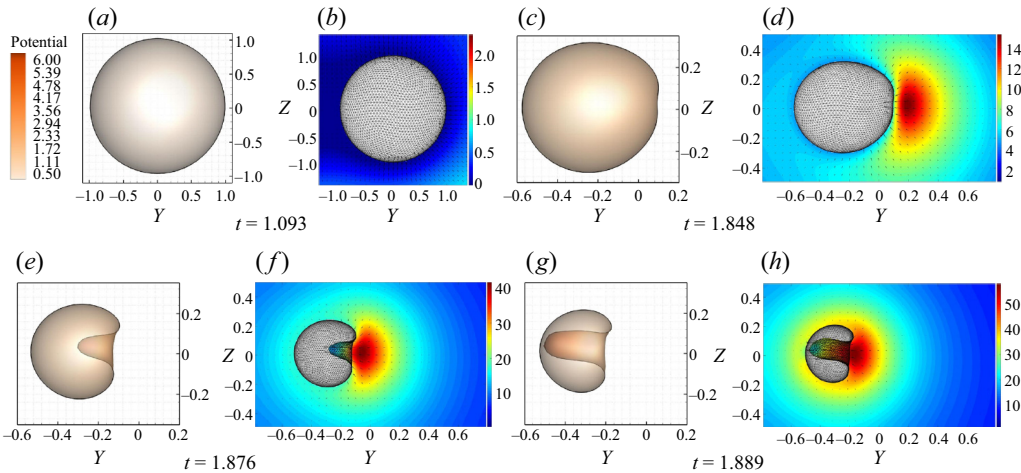 (a) (b) (c) (d)
Potential
6.00
5.39
4.78
4.17
3.56
2.94
2.33
1.72
1.11
0.50
1.0
0.5
0
–0.5
–1.0
–1.0 –0.5 0 0.5 1.0
Y
Z
1.0
0.5
0
–0.5
–1.0
–1.0 –0.5 0 0.5 1.0
Y
2.0
1.5
1.0
0.5
0
t = 1.093
0.2
0
–0.2
–0.6 –0.4 –0.2 0 0.2
Y
Z
0.4
0.2
0
–0.2
–0.4
–0.6 –0.4 –0.2 0 0.2 0.4 0.6
Y
14
12
10
8
6
4
2
t = 1.848
(e) (f) (g) (h)
0.2
0
–0.2
–0.6 –0.4 –0.2 0 0.2
Y
Z
0.4
0.2
0
–0.2
–0.4
–0.6 –0.4 –0.2 0 0.2 0.4 0.6
Y
40
30
20
10
t = 1.876
0.2
0
–0.2
–0.6 –0.4 –0.2 0 0.2
Y
Z
0.4
0.2
0
–0.2
–0.4
–0.6 –0.4 –0.2 0 0.2 0.4 0.6
Y
50
40
30
20
10
t = 1.889